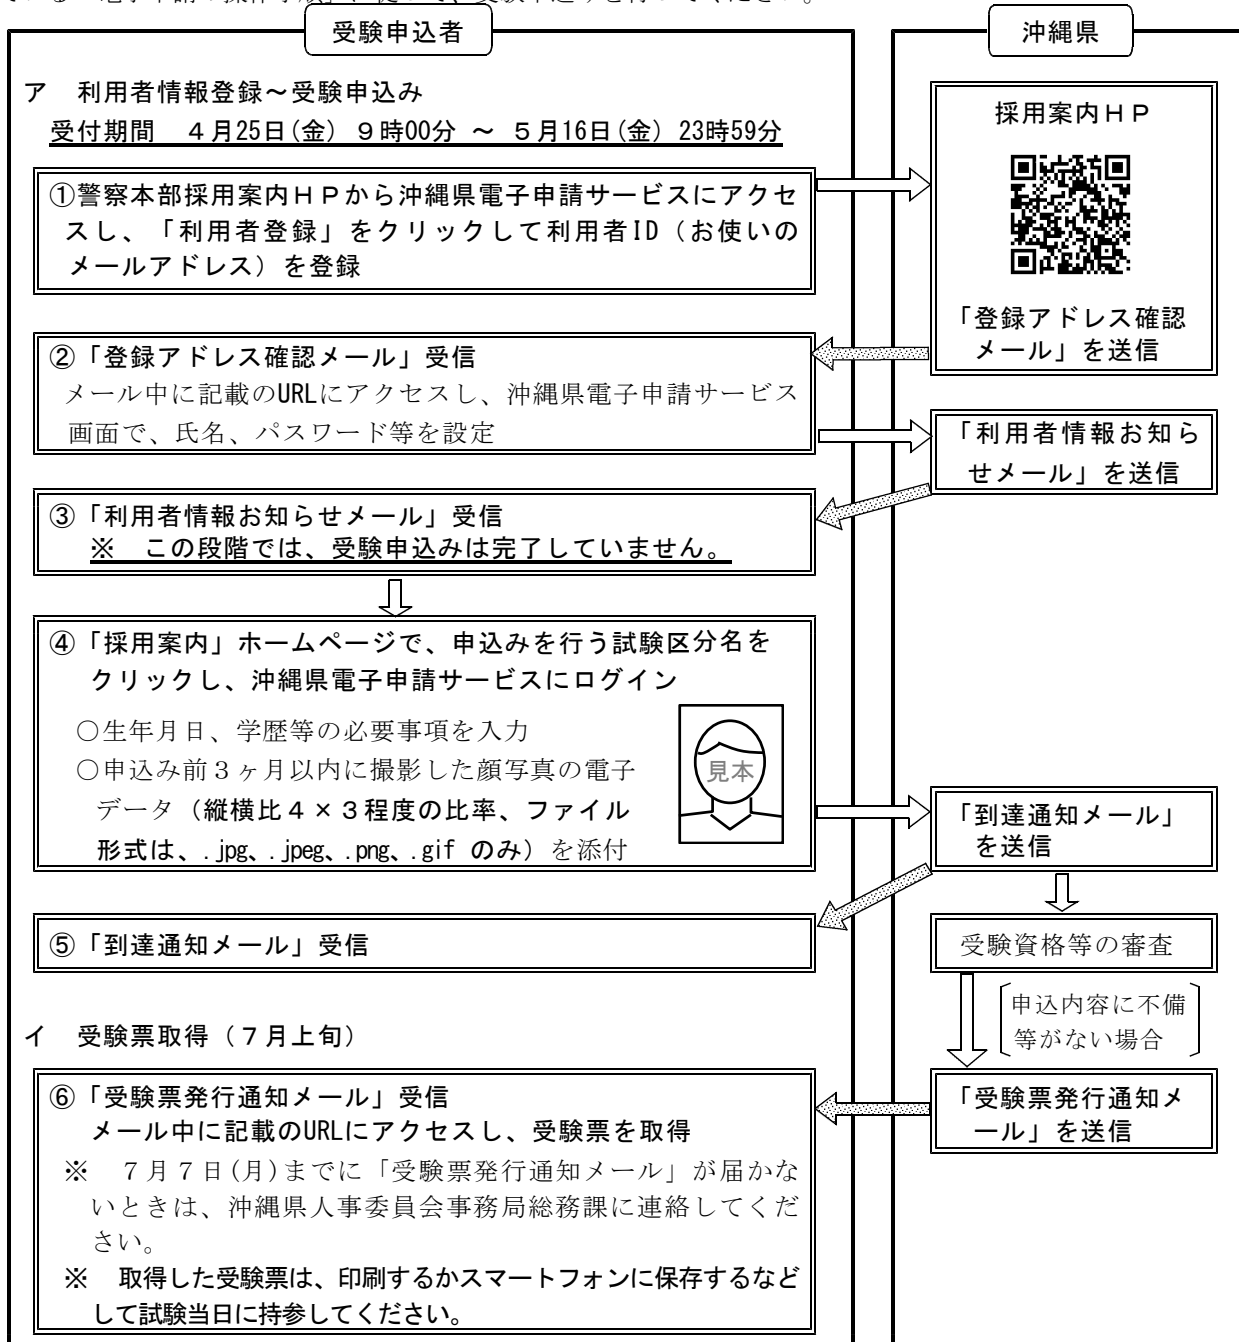 受験申込者
ア　利用者情報登録～受験申込み
受付期間　４月25日(金) ９時00分 ～ ５月16日(金) 23時59分
①警察本部採用案内ＨＰから沖縄県電子申請サービスにアクセ
スし、「利用者登録」をクリックして利用者ID（お使いの
メールアドレス）を登録
②「登録アドレス確認メール」受信
メール中に記載のURLにアクセスし、沖縄県電子申請サービス
画面で、氏名、パスワード等を設定
③「利用者情報お知らせメール」受信
※　この段階では、受験申込みは完了していません。
④「採用案内」ホームページで、申込みを行う試験区分名を
クリックし、沖縄県電子申請サービスにログイン
○生年月日、学歴等の必要事項を入力
○申込み前３ヶ月以内に撮影した顔写真の電子
データ（縦横比４×３程度の比率、ファイル
形式は、.jpg、.jpeg、.png、.gif のみ）を添付
見本
⑤「到達通知メール」受信
イ　受験票取得（７月上旬）
⑥「受験票発行通知メール」受信
メール中に記載のURLにアクセスし、受験票を取得
※　７月７日(月)までに「受験票発行通知メール」が届かな
いときは、沖縄県人事委員会事務局総務課に連絡してくだ
さい。
※　取得した受験票は、印刷するかスマートフォンに保存するなど
して試験当日に持参してください。
沖縄県
採用案内ＨＰ
「登録アドレス確認
メール」を送信
「利用者情報お知ら
せメール」を送信
「到達通知メール」
を送信
受験資格等の審査
申込内容に不備
等がない場合
「受験票発行通知メ
ール」を送信